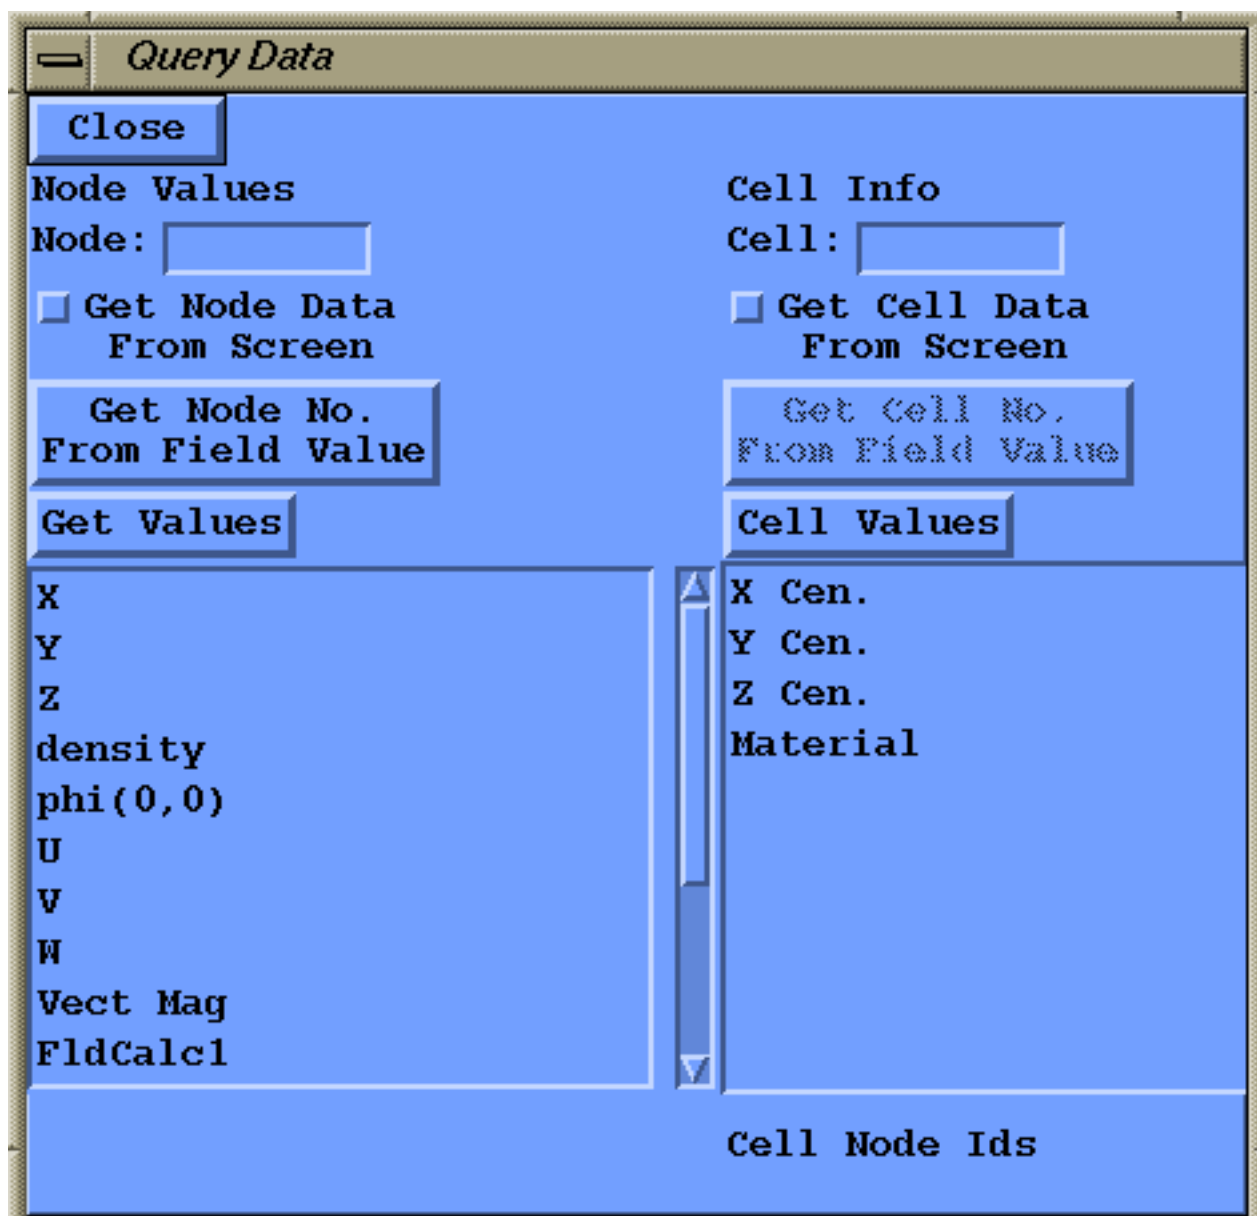 Query Data
Close
Node Values
Node:
Get Node Data
From Screen
Get Node No.
From Field Value
Get Values
X
Y
Z
density
phi(0,0)
U
V
W
Vect Mag
FldCalc1
Cell Info
Cell:
Get Cell Data
From Screen
Get Cell No.
From Field Value
Cell Values
X Cen.
Y Cen.
Z Cen.
Material
Cell Node Ids